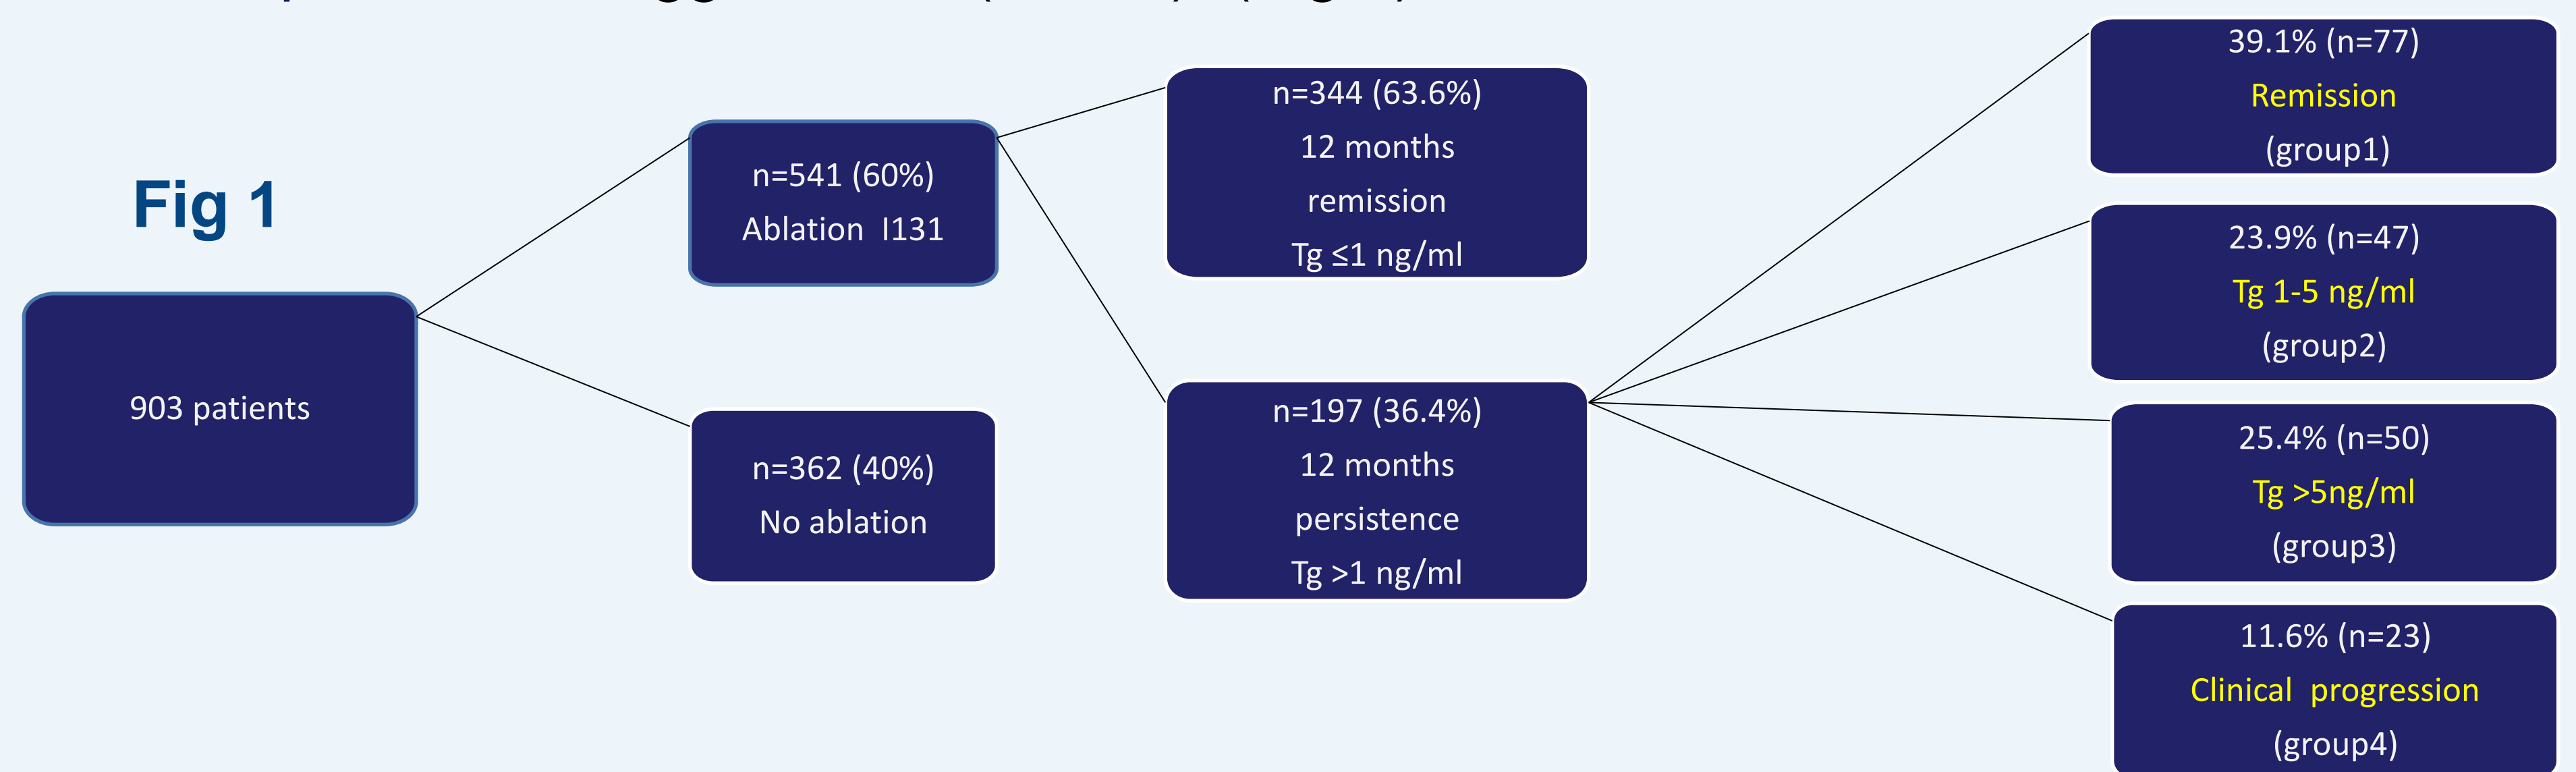 Fig 1
903 patients
n=541 (60%)
Ablation I131
n=362 (40%)
No ablation
n=344 (63.6%)
12 months
remission
Tg ≤1 ng/ml
n=197 (36.4%)
12 months
persistence
Tg >1 ng/ml
39.1% (n=77)
Remission
(group1)
23.9% (n=47)
Tg 1-5 ng/ml
(group2)
25.4% (n=50)
Tg >5ng/ml
(group3)
11.6% (n=23)
Clinical progression
(group4)